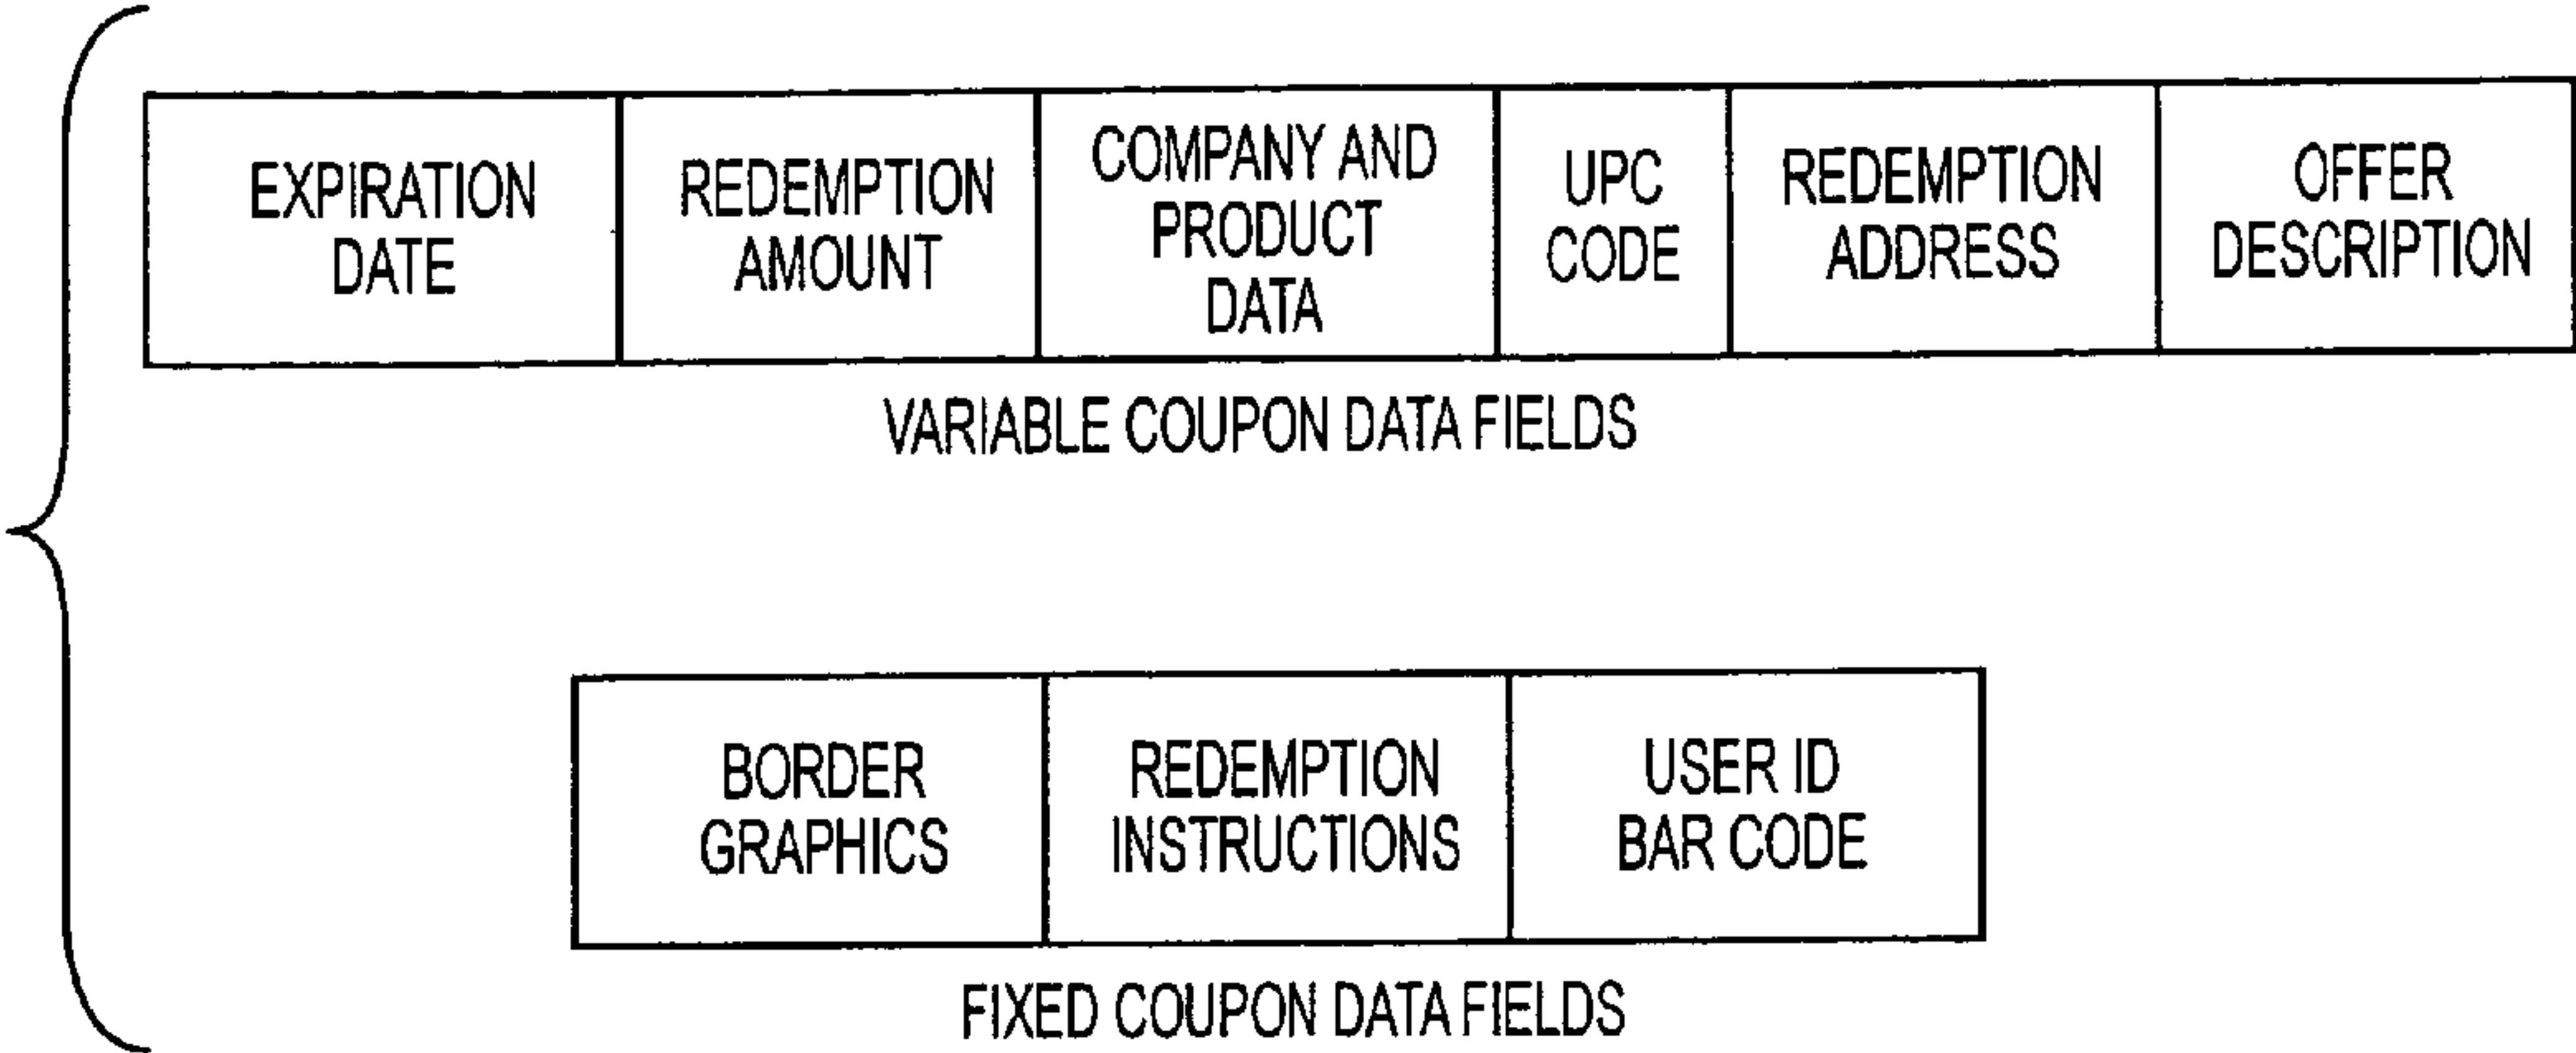 EXPIRATION
DATE
REDEMPTION
AMOUNT
COMPANY AND
PRODUCT
DATA
UPC
CODE
REDEMPTION
ADDRESS
OFFER
DESCRIPTION
VARIABLE COUPON DATA FIELDS
BORDER
GRAPHICS
REDEMPTION
INSTRUCTIONS
USER ID
BAR CODE
FIXED COUPON DATA FIELDS